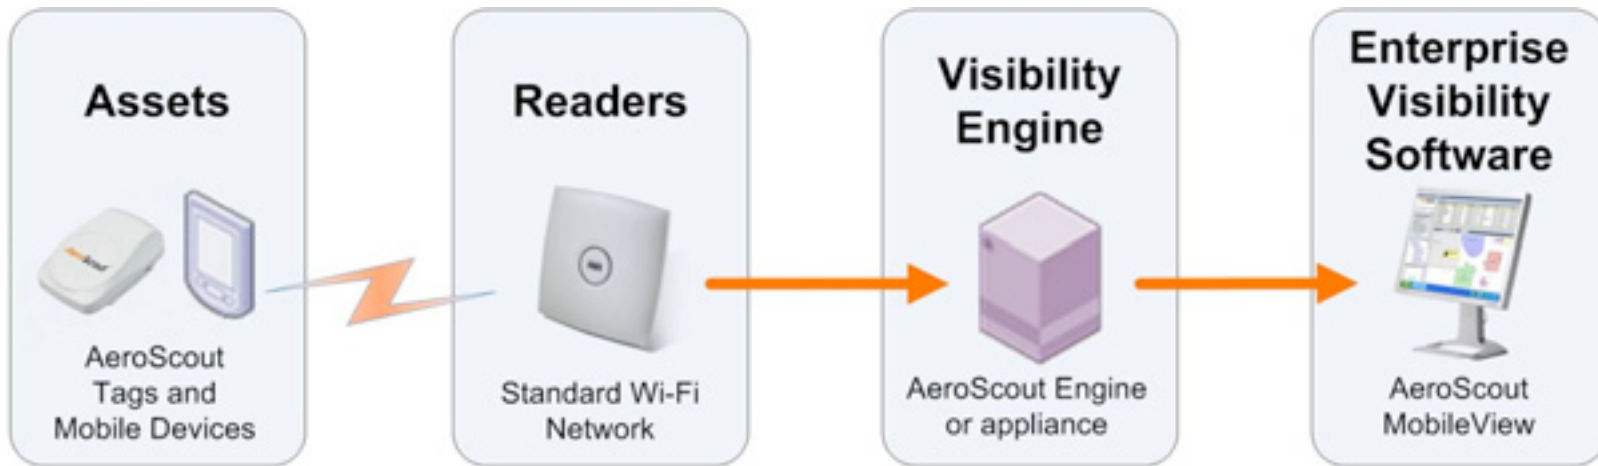 Assets
AeroScout
AeroScout
Tags and
Mobile Devices
Readers
Standard Wi-Fi
Network
Visibility
Engine
AeroScout Engine
or appliance
Enterprise
Visibility
Software
AeroScout
MobileView